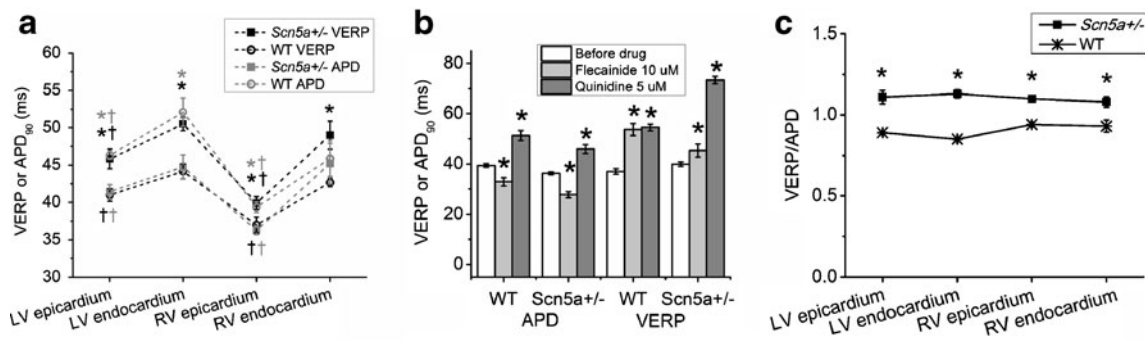 a
Scn5a+/- VERP
WT VERP
Scn5a+/- APD
WT APD
VERP or APD90 (ms)
55
50
45
40
35
30
25
*†
*†
††
*
*
*†
*†
††
*
LV epicardium
LV endocardium
RV epicardium
RV endocardium
b
Before drug
Flecainide 10 uM
Quinidine 5 uM
VERP or APD90 (ms)
80
60
40
20
0
*
*
*
*
*
*
*
*
WT Scn5a+/- WT Scn5a+/-
APD VERP
c
Scn5a+/-
WT
VERP/APD
1.5
1.0
0.5
0.0
* * * *
LV epicardium
LV endocardium
RV epicardium
RV endocardium